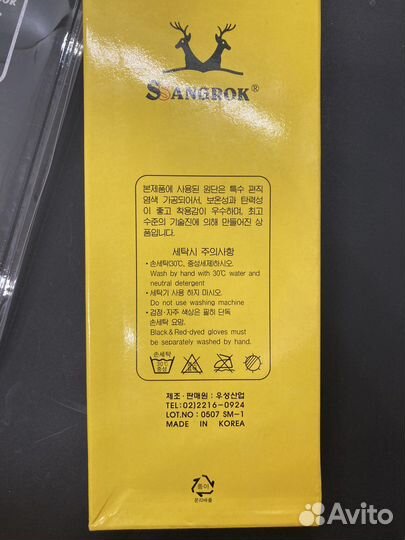 SSANGROK®
본제품에 사용된 원단은 특수 편직
염색 가공되어서, 보온성과 탄력성
이 좋고 착용감이 우수하며, 최고
수준의 기술진에 의해 만들어진 상
품입니다.
세탁시 주의사항
• 손세탁(30℃, 중성세제)하시오.
Wash by hand with 30℃ water and
neutral detergent
• 세탁기 사용 하지 마시오.
Do not use washing machine
• 검정·자주 색상은 필히 단독
손세탁 요망.
Black & Red-dyed gloves must
be separately washed by hand.
손세탁
30℃
중성
제조·판매원 : 우성산업
TEL:02)2216-0924
LOT.NO : 0507 SM-1
MADE IN KOREA
종이
분리배출
Avito